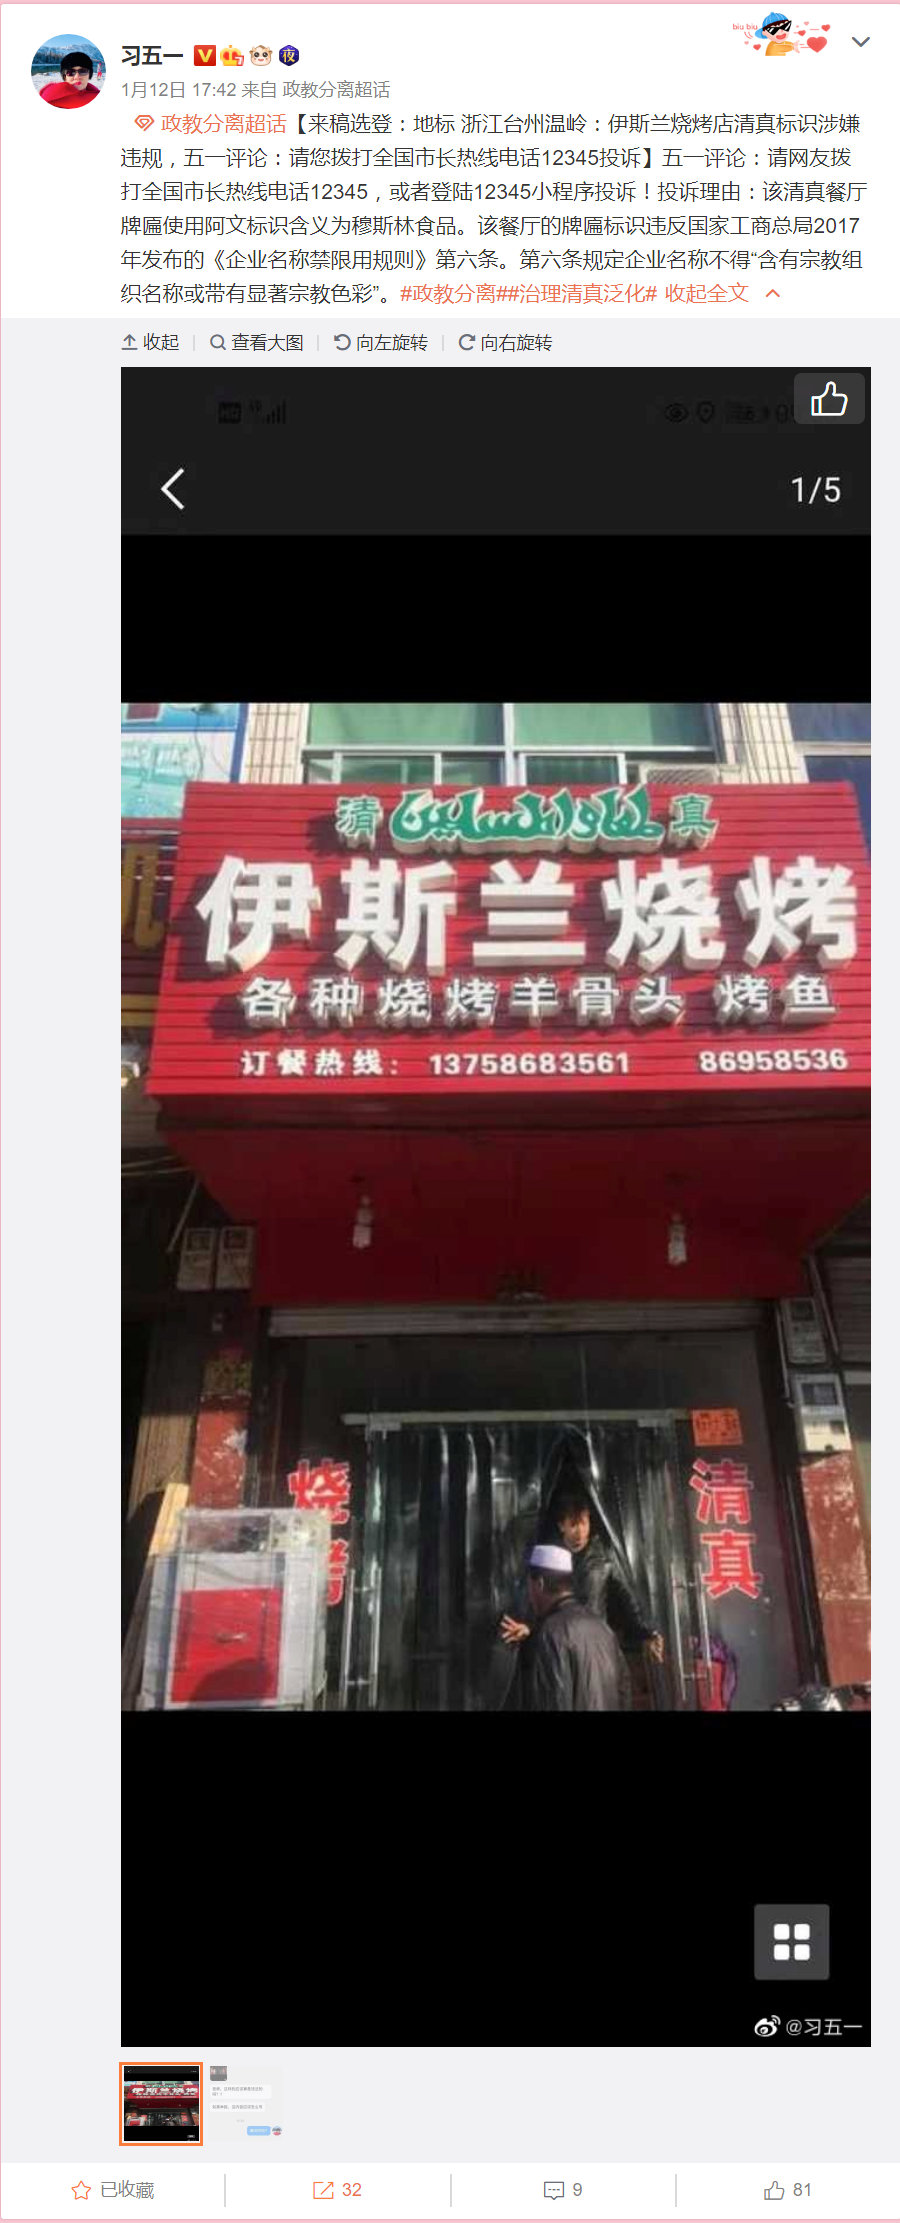 biu biu
习五一
夜
1月12日 17:42 来自 政教分离超话
政教分离超话【来稿选登：地标 浙江台州温岭：伊斯兰烧烤店清真标识涉嫌
违规，五一评论：请您拨打全国市长热线电话12345投诉】五一评论：请网友拨
打全国市长热线电话12345，或者登陆12345小程序投诉！投诉理由：该清真餐厅
牌匾使用阿文标识含义为穆斯林食品。该餐厅的牌匾标识违反国家工商总局2017
年发布的《企业名称禁限用规则》第六条。第六条规定企业名称不得“含有宗教组
织名称或带有显著宗教色彩”。#政教分离##治理清真泛化# 收起全文
收起 查看大图 向左旋转 向右旋转
1/5
清 真
伊斯兰烧烤
各种烧烤羊骨头 烤鱼
订餐热线： 13758683561 86958536
烧烤
清真
@习五一
伊斯兰烧烤
已收藏 32 9 81